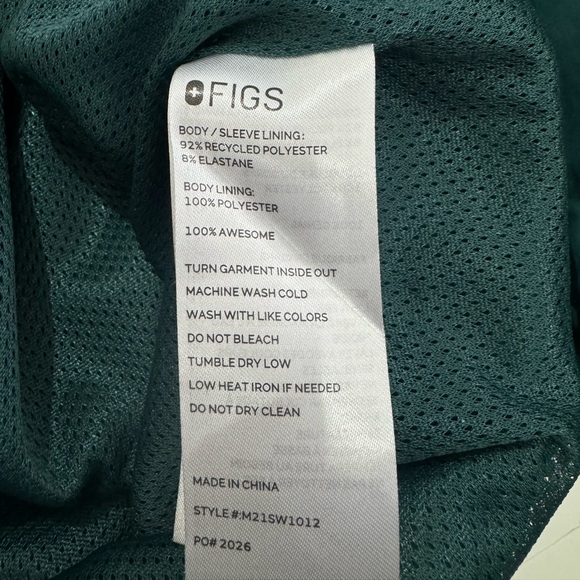 FIGS
BODY / SLEEVE LINING:
92% RECYCLED POLYESTER
8% ELASTANE
BODY LINING:
100% POLYESTER
100% AWESOME
TURN GARMENT INSIDE OUT
MACHINE WASH COLD
WASH WITH LIKE COLORS
DO NOT BLEACH
TUMBLE DRY LOW
LOW HEAT IRON IF NEEDED
DO NOT DRY CLEAN
MADE IN CHINA
STYLE #:M21SW1012
PO# 2026